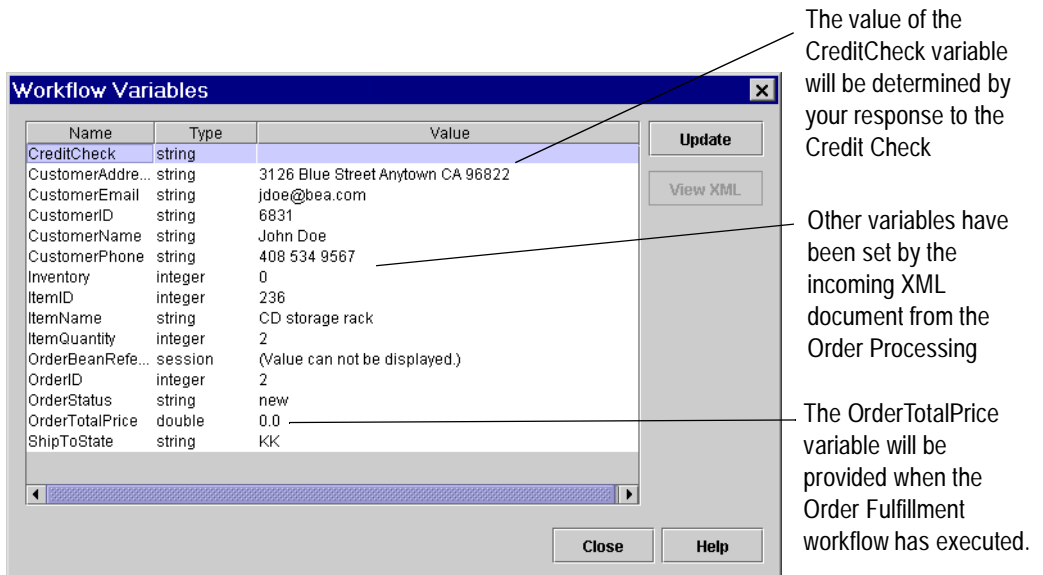 The value of the
CreditCheck variable
will be determined by
your response to the
Credit Check
Workflow Variables
Name Type Value
CreditCheck string
CustomerAddre... string 3126 Blue Street Anytown CA 96822
CustomerEmail string jdoe@bea.com
CustomerID string 6831
CustomerName string John Doe
CustomerPhone string 408 534 9567
Inventory integer 0
ItemID integer 236
ItemName string CD storage rack
ItemQuantity integer 2
OrderBeanRefe... session (Value can not be displayed.)
OrderID integer 2
OrderStatus string new
OrderTotalPrice double 0.0
ShipToState string KK
Update
View XML
Close Help
Other variables have
been set by the
incoming XML
document from the
Order Processing
The OrderTotalPrice
variable will be
provided when the
Order Fulfillment
workflow has executed.